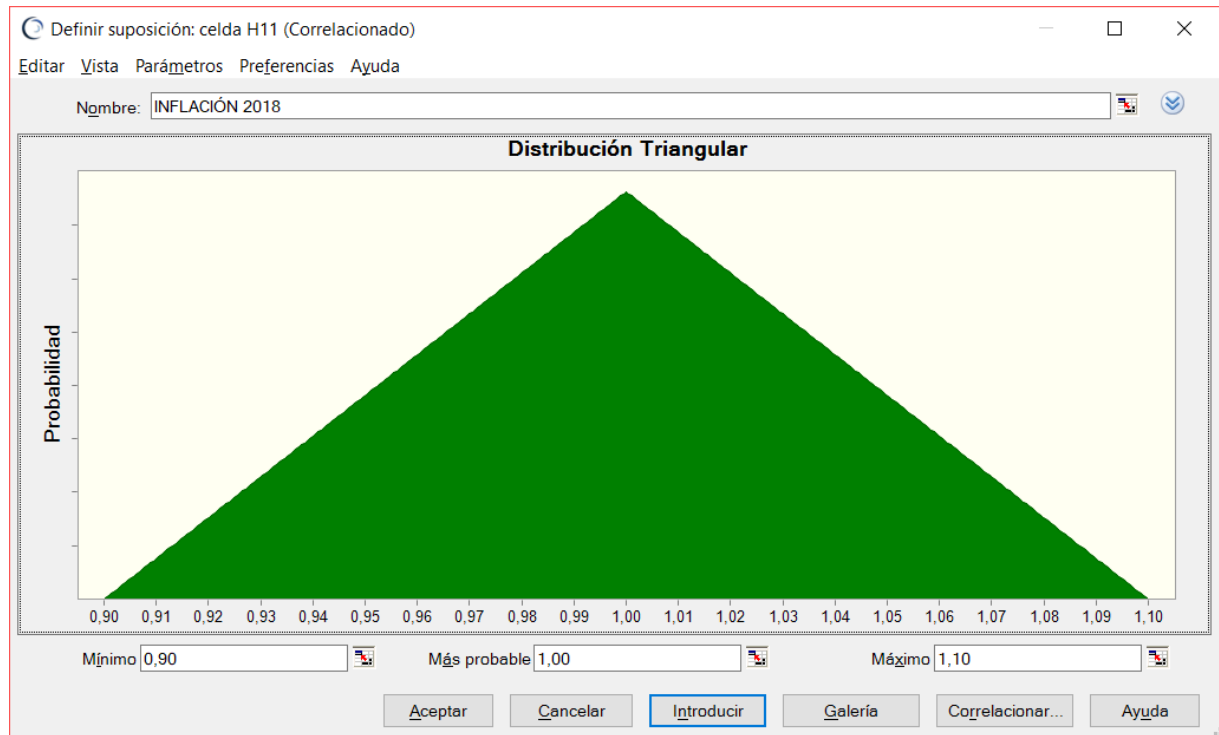 Definir suposición: celda H11 (Correlacionado)
Editar Vista Parámetros Preferencias Ayuda
Nombre: INFLACIÓN 2018
Distribución Triangular
Probabilidad
0,90 0,91 0,92 0,93 0,94 0,95 0,96 0,97 0,98 0,99 1,00 1,01 1,02 1,03 1,04 1,05 1,06 1,07 1,08 1,09 1,10
Mínimo 0,90 Más probable 1,00 Máximo 1,10
Aceptar Cancelar Introducir Galería Correlacionar... Ayuda